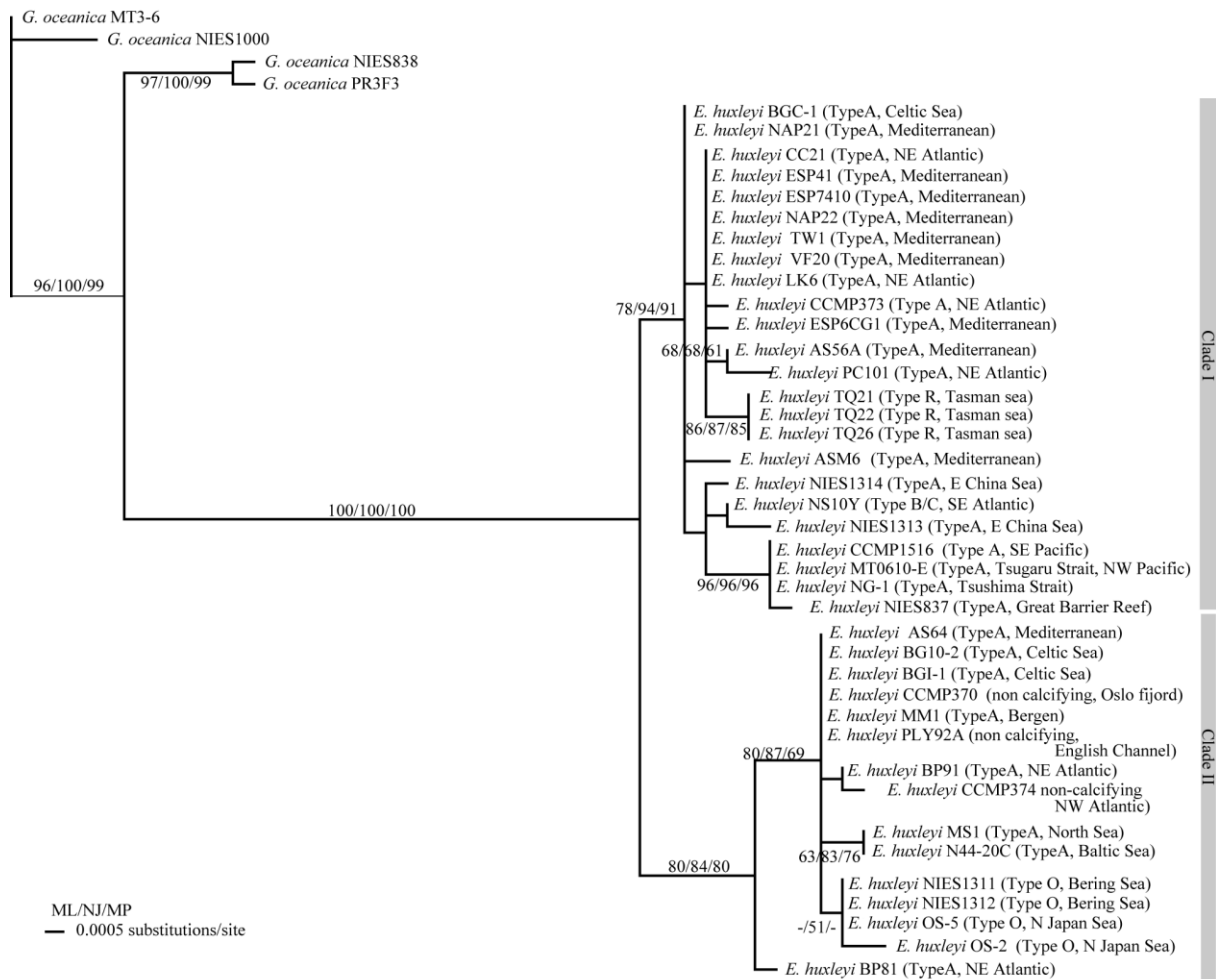 G. oceanica MT3-6
G. oceanica NIES1000
G. oceanica NIES838
97/100/99
G. oceanica PR3F3
E. huxleyi BGC-1 (TypeA, Celtic Sea)
E. huxleyi NAP21 (TypeA, Mediterranean)
E. huxleyi CC21 (TypeA, NE Atlantic)
E. huxleyi ESP41 (TypeA, Mediterranean)
E. huxleyi ESP7410 (TypeA, Mediterranean)
E. huxleyi NAP22 (TypeA, Mediterranean)
E. huxleyi TW1 (TypeA, Mediterranean)
E. huxleyi VF20 (TypeA, Mediterranean)
E. huxleyi LK6 (TypeA, NE Atlantic)
96/100/99
78/94/91
E. huxleyi CCMP373 (Type A, NE Atlantic)
E. huxleyi ESP6CG1 (TypeA, Mediterranean)
68/68/61
E. huxleyi AS56A (TypeA, Mediterranean)
E. huxleyi PC101 (TypeA, NE Atlantic)
E. huxleyi TQ21 (Type R, Tasman sea)
E. huxleyi TQ22 (Type R, Tasman sea)
86/87/85
E. huxleyi TQ26 (Type R, Tasman sea)
E. huxleyi ASM6 (TypeA, Mediterranean)
E. huxleyi NIES1314 (TypeA, E China Sea)
E. huxleyi NS10Y (Type B/C, SE Atlantic)
100/100/100
E. huxleyi NIES1313 (TypeA, E China Sea)
E. huxleyi CCMP1516 (Type A, SE Pacific)
E. huxleyi MT0610-E (TypeA, Tsugaru Strait, NW Pacific)
96/96/96
E. huxleyi NG-1 (TypeA, Tsushima Strait)
E. huxleyi NIES837 (TypeA, Great Barrier Reef)
Clade I
E. huxleyi AS64 (TypeA, Mediterranean)
E. huxleyi BG10-2 (TypeA, Celtic Sea)
E. huxleyi BGI-1 (TypeA, Celtic Sea)
E. huxleyi CCMP370 (non calcifying, Oslo fijord)
E. huxleyi MM1 (TypeA, Bergen)
E. huxleyi PLY92A (non calcifying,
English Channel)
80/87/69
E. huxleyi BP91 (TypeA, NE Atlantic)
E. huxleyi CCMP374 non-calcifying
NW Atlantic)
E. huxleyi MS1 (TypeA, North Sea)
63/83/76
E. huxleyi N44-20C (TypeA, Baltic Sea)
80/84/80
E. huxleyi NIES1311 (Type O, Bering Sea)
E. huxleyi NIES1312 (Type O, Bering Sea)
-/51/-
E. huxleyi OS-5 (Type O, N Japan Sea)
E. huxleyi OS-2 (Type O, N Japan Sea)
E. huxleyi BP81 (TypeA, NE Atlantic)
Clade II
ML/NJ/MP
0.0005 substitutions/site